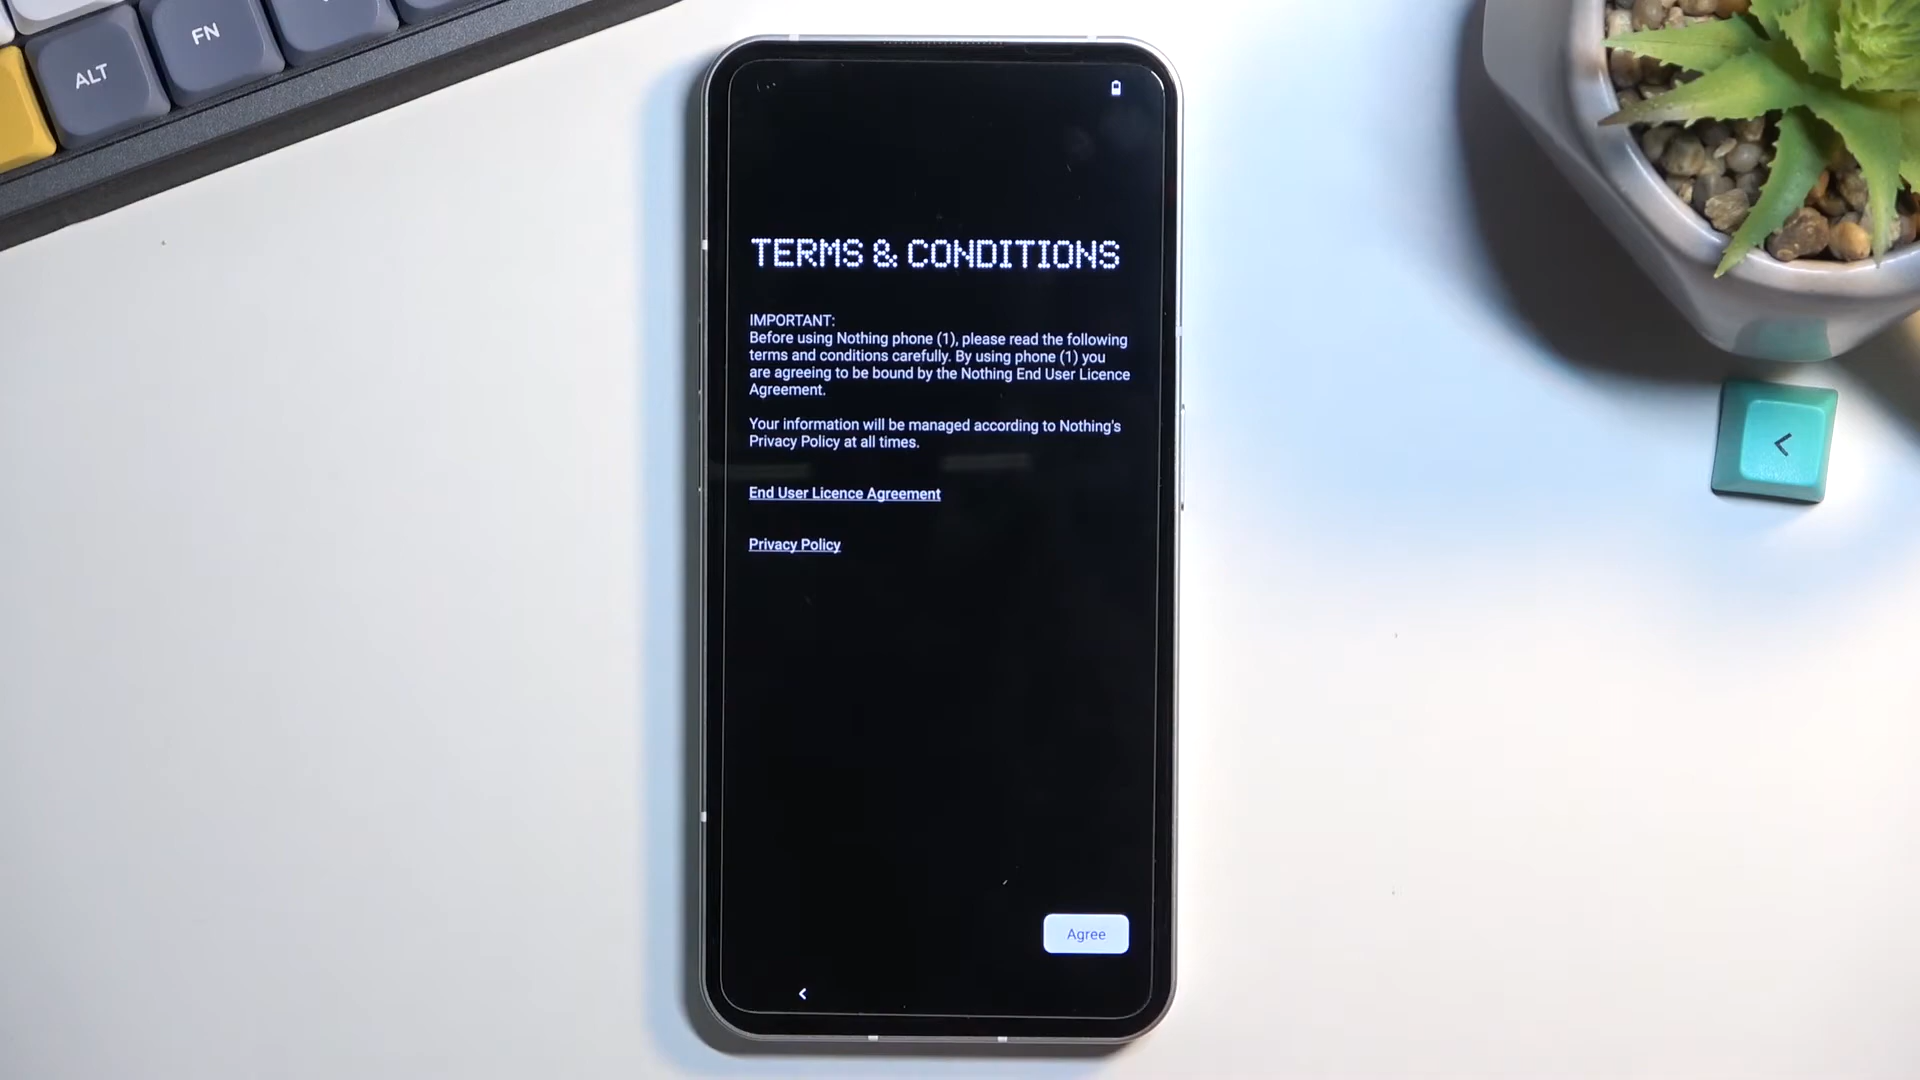 ALT
FN
TERMS & CONDITIONS
IMPORTANT:
Before using Nothing phone (1), please read the following
terms and conditions carefully. By using phone (1) you
are agreeing to be bound by the Nothing End User Licence
Agreement.
Your information will be managed according to Nothing's
Privacy Policy at all times.
End User Licence Agreement
Privacy Policy
Agree